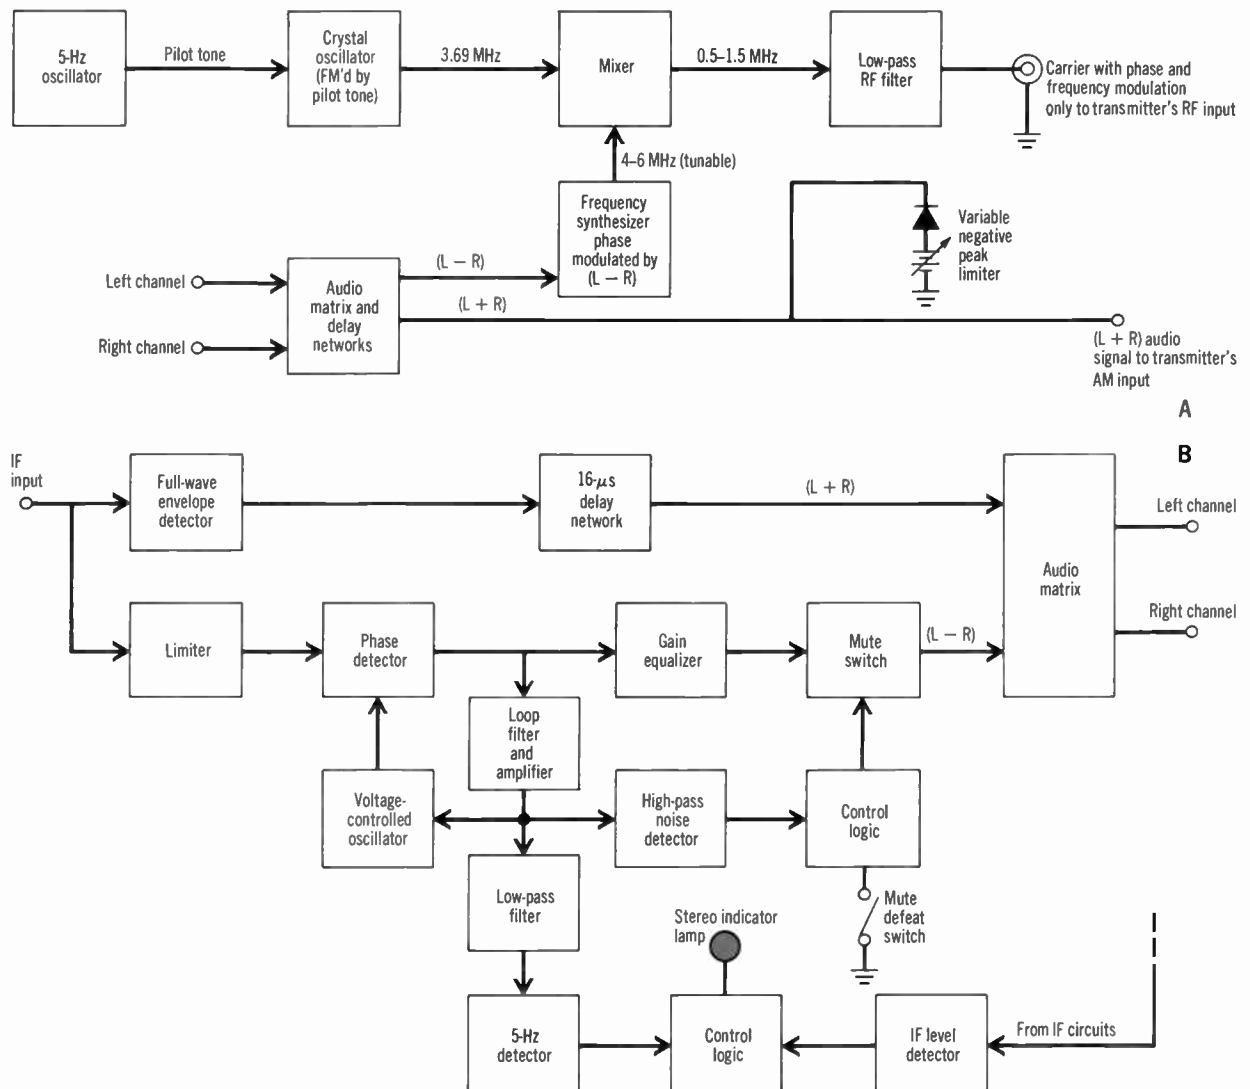 5-Hz
oscillator
Pilot tone
Crystal
oscillator
(FM'd by
pilot tone)
3.69 MHz
Mixer
0.5–1.5 MHz
Low-pass
RF filter
Carrier with phase and
frequency modulation
only to transmitter's RF input
4–6 MHz (tunable)
Frequency
synthesizer
phase
modulated by
(L − R)
Variable
negative
peak
limiter
Left channel
Right channel
Audio
matrix and
delay
networks
(L − R)
(L + R)
(L + R) audio
signal to transmitter's
AM input
A
B
IF
input
Full-wave
envelope
detector
16-μs
delay
network
(L + R)
Audio
matrix
Left channel
Right channel
Limiter
Phase
detector
Gain
equalizer
Mute
switch
(L − R)
Loop
filter
and
amplifier
Voltage-
controlled
oscillator
High-pass
noise
detector
Control
logic
Low-pass
filter
Stereo indicator
lamp
Mute
defeat
switch
5-Hz
detector
Control
logic
IF level
detector
From IF circuits